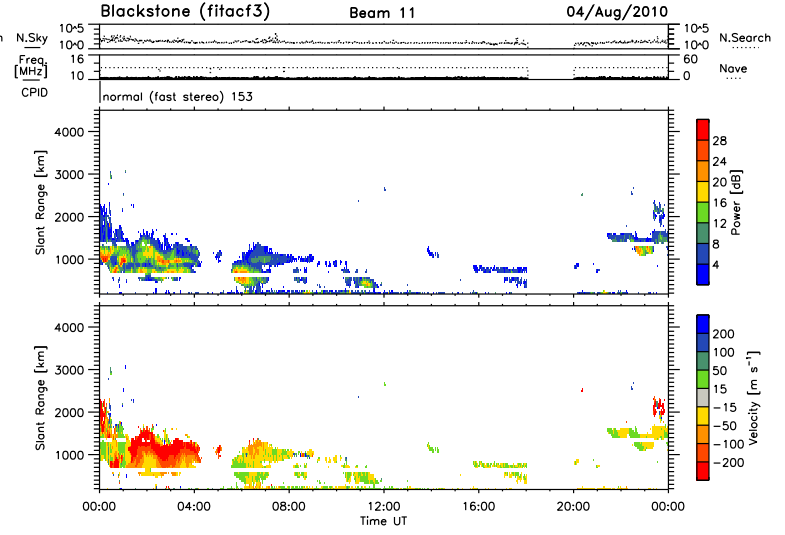 Blackstone (fitacf3) Beam 11 04/Aug/2010
N.Sky 10^5 10^0 10^5 10^0 N.Search
Freq. [MHz] 16 10 60 0 Nave
CPID normal (fast stereo) 153
Slant Range [km]
4000
3000
2000
1000
28
24
20
16
12
8
4
Power [dB]
Slant Range [km]
4000
3000
2000
1000
200
100
50
15
-15
-50
-100
-200
Velocity [m s-1]
00:00 04:00 08:00 12:00 16:00 20:00 00:00
Time UT